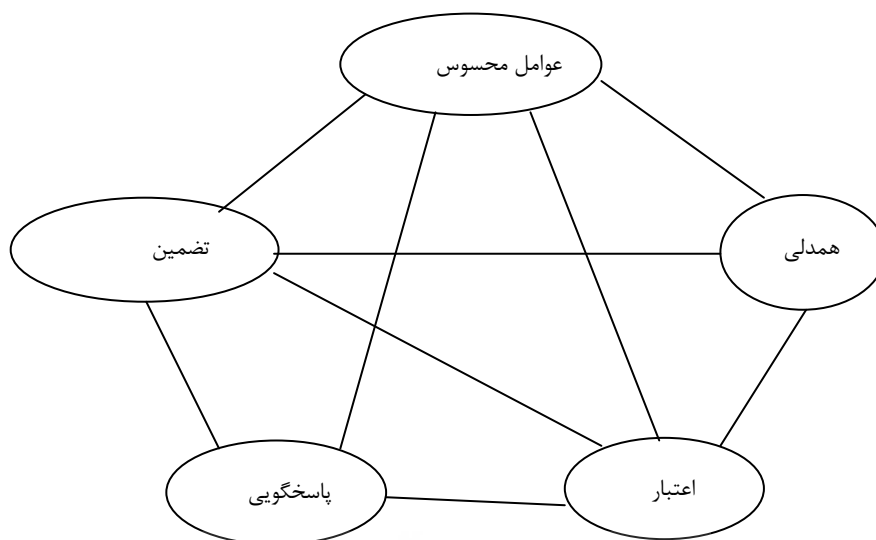 عوامل محسوس
همدلی
تضمین
اعتبار
پاسخگویی